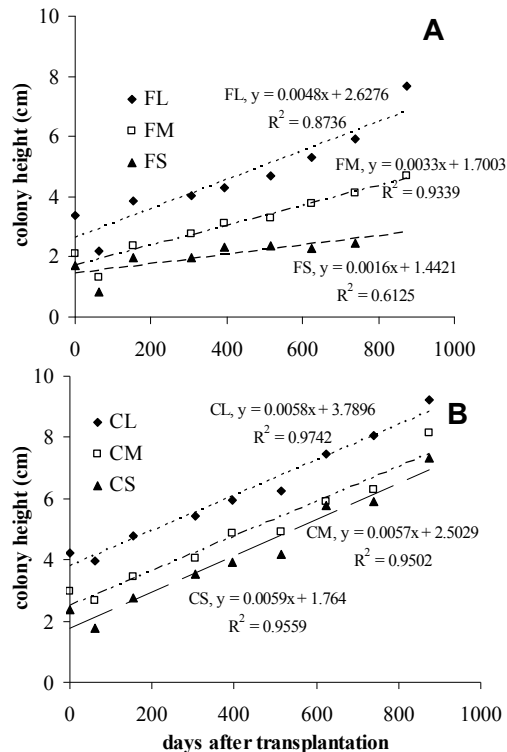 A
10
8
6
4
2
0
colony height (cm)
FL
FM
FS
FL, y = 0.0048x + 2.6276
R² = 0.8736
FM, y = 0.0033x + 1.7003
R² = 0.9339
FS, y = 0.0016x + 1.4421
R² = 0.6125
0 200 400 600 800 1000
B
10
8
6
4
2
0
colony height (cm)
CL
CM
CS
CL, y = 0.0058x + 3.7896
R² = 0.9742
CM, y = 0.0057x + 2.5029
R² = 0.9502
CS, y = 0.0059x + 1.764
R² = 0.9559
0 200 400 600 800 1000
days after transplantation